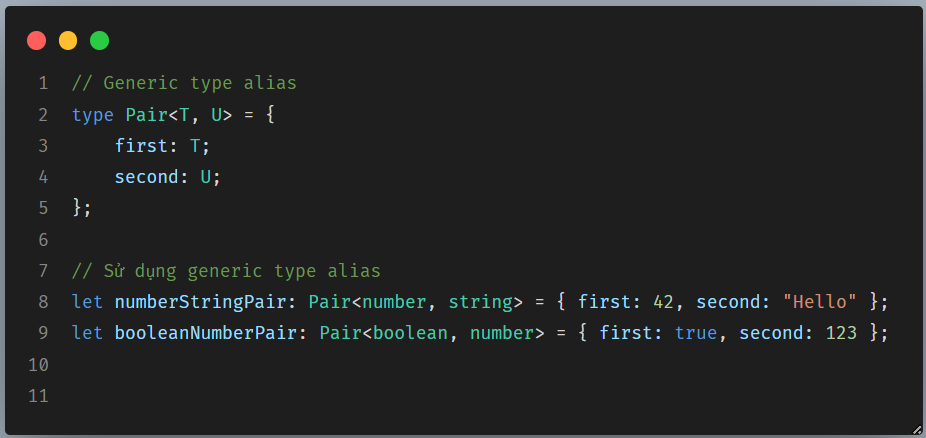 1 // Generic type alias
2 type Pair<T, U> = {
3     first: T;
4     second: U;
5 };
6
7 // Sử dụng generic type alias
8 let numberStringPair: Pair<number, string> = { first: 42, second: "Hello" };
9 let booleanNumberPair: Pair<boolean, number> = { first: true, second: 123 };
10
11